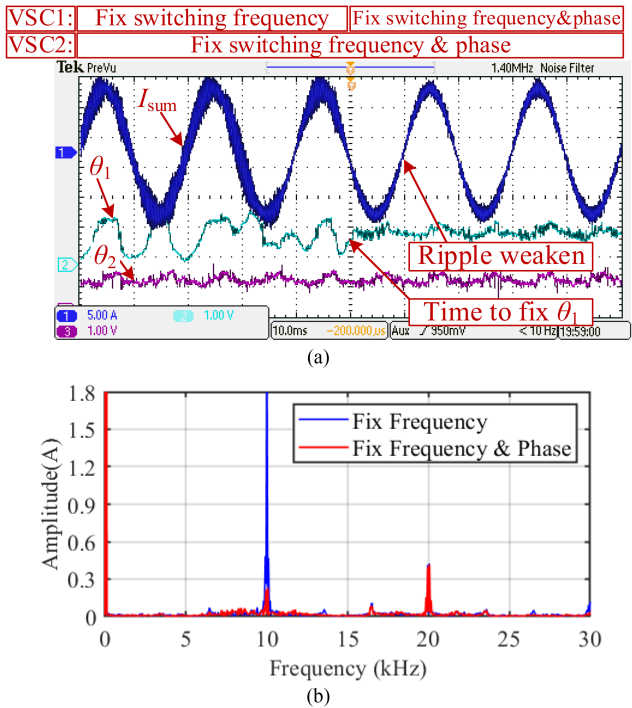 VSC1: Fix switching frequency Fix switching frequency&phase
VSC2: Fix switching frequency & phase
Tek PreVu 1.40MHz Noise Filter
I_sum
1
θ1
2
θ2
Ripple weaken
Time to fix θ1
1 5.00 A 2 1.00 V
3 1.00 V 10.0ms -200.000µs Aux 950mV < 10 Hz 19:59:00
(a)
1.8
1.5
1.2
0.9
0.6
0.3
0
Amplitude(A)
Fix Frequency
Fix Frequency & Phase
0 5 10 15 20 25 30
Frequency (kHz)
(b)